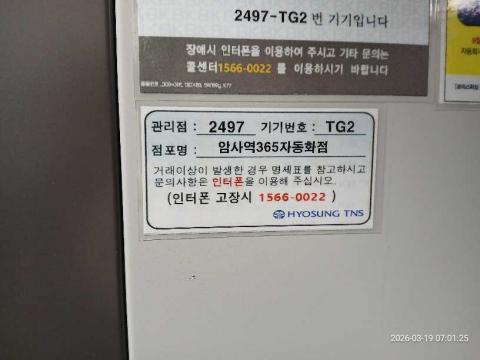 2497-TG2 번 기기입니다
장애시 인터폰을 이용하여 주시고 기타 문의는
콜센터1566-0022 를 이용하시기 바랍니다
관리점 : 2497 기기번호 : TG2
점포명 : 암사역365자동화점
거래이상이 발생한 경우 명세표를 참고하시고
문의사항은 인터폰을 이용해 주십시오.
(인터폰 고장시 1566-0022 )
HYOSUNG TNS
2026-03-19 07:01:25